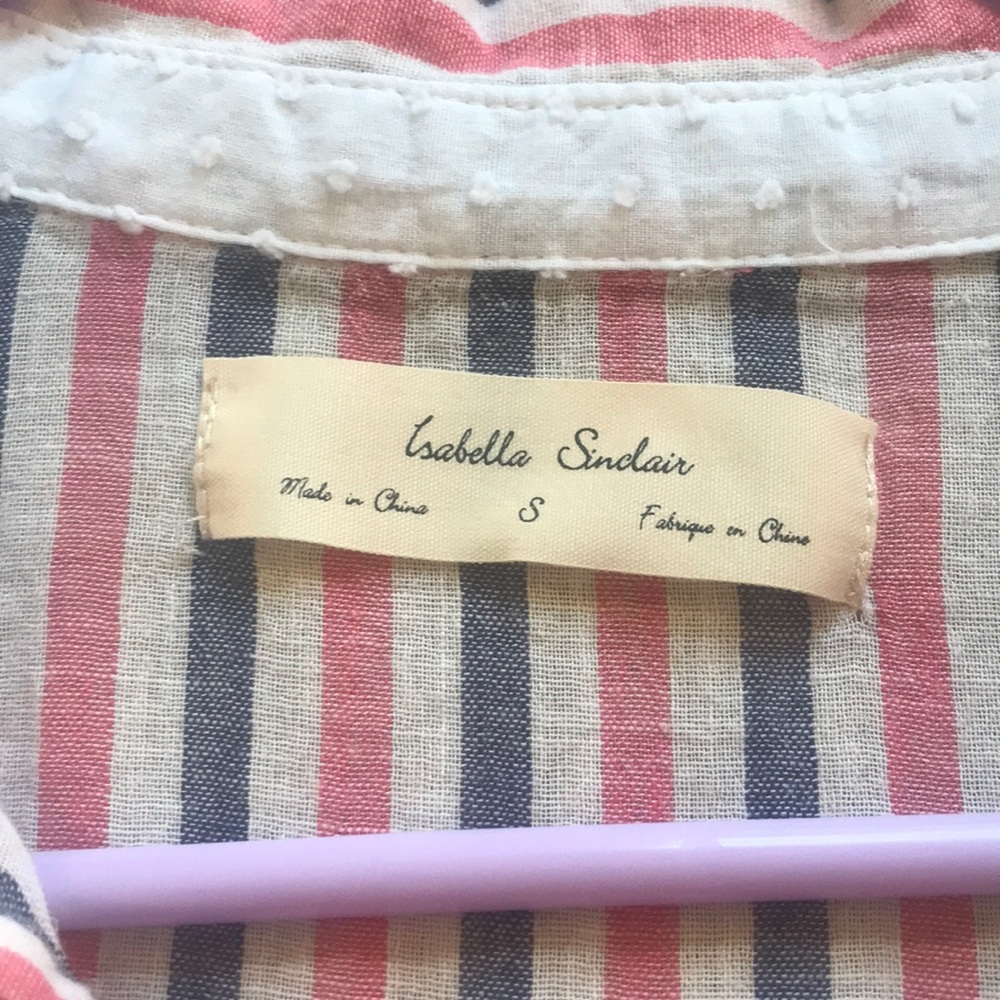 Isabella Sinclair
Made in China S Fabrique en Chine